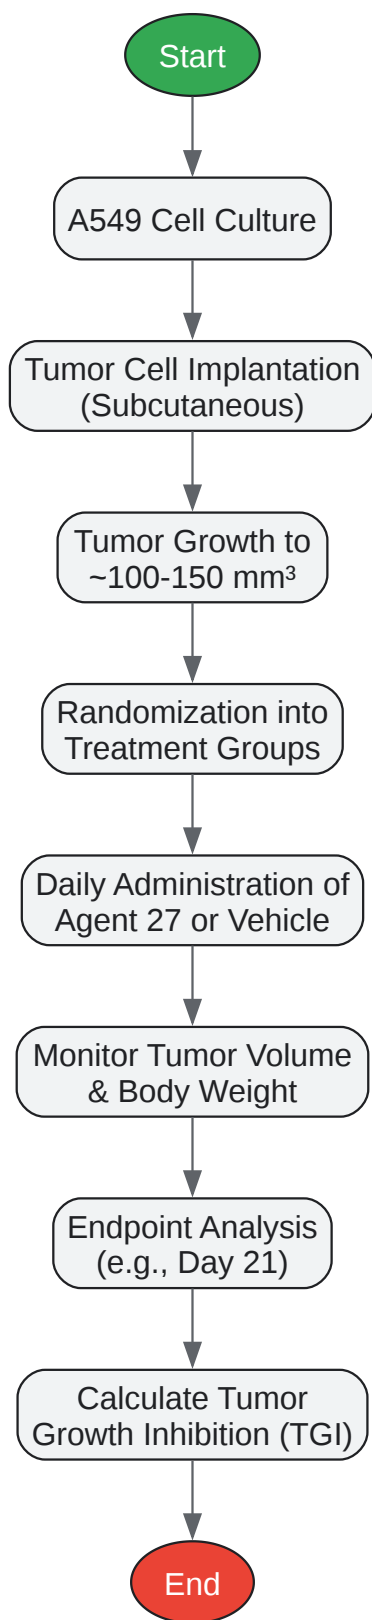 Start
A549 Cell Culture
Tumor Cell Implantation
(Subcutaneous)
Tumor Growth to
~100-150 mm³
Randomization into
Treatment Groups
Daily Administration of
Agent 27 or Vehicle
Monitor Tumor Volume
& Body Weight
Endpoint Analysis
(e.g., Day 21)
Calculate Tumor
Growth Inhibition (TGI)
End